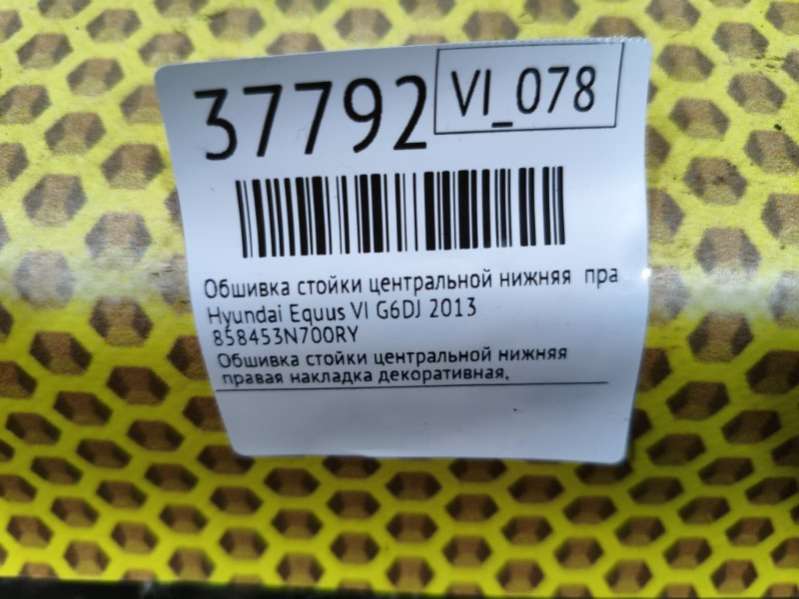 37792
VI_078
Обшивка стойки центральной нижняя пра
Hyundai Equus VI G6DJ 2013
858453N700RY
Обшивка стойки центральной нижняя
правая накладка декоративная,